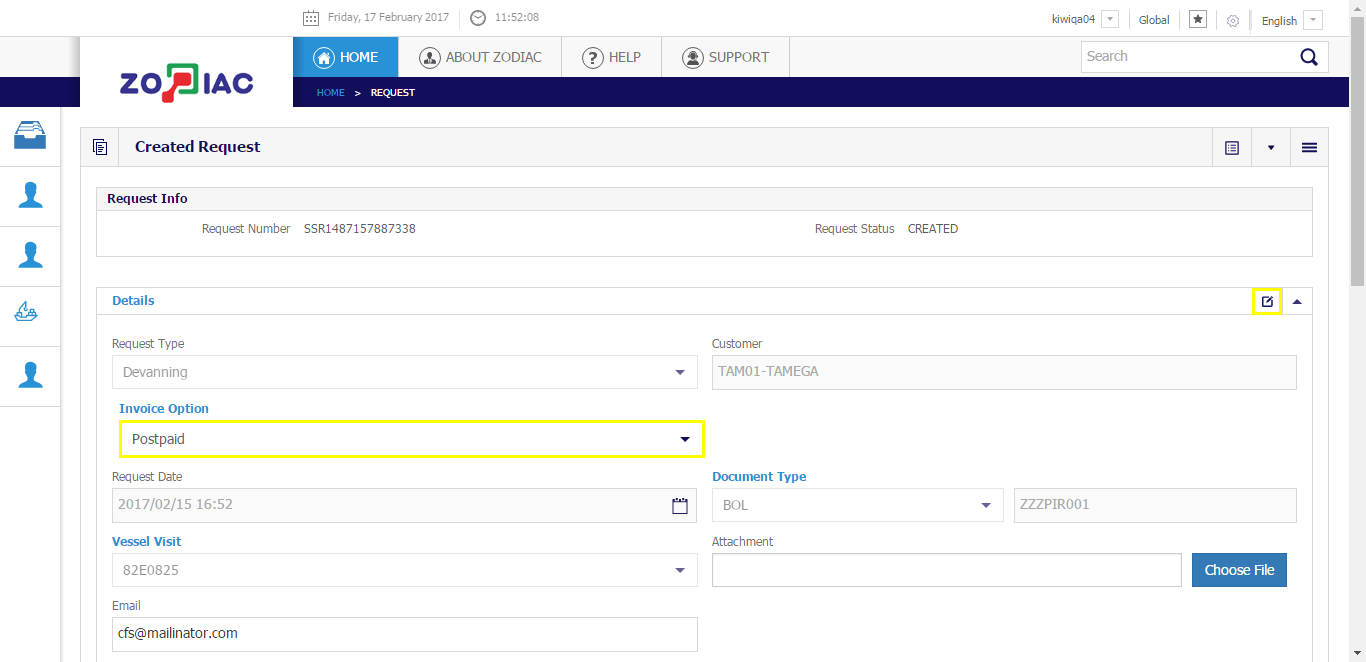 Friday, 17 February 2017 11:52:08 kiwiqa04 Global English
ZODIAC HOME ABOUT ZODIAC ? HELP SUPPORT Search
HOME > REQUEST
Created Request
Request Info
Request Number SSR1487157887338 Request Status CREATED
Details
Request Type Customer
Devanning TAM01-TAMEGA
Invoice Option
Postpaid
Request Date Document Type
2017/02/15 16:52 BOL ZZZPIR001
Vessel Visit Attachment
82E0825 Choose File
Email
cfs@mailinator.com